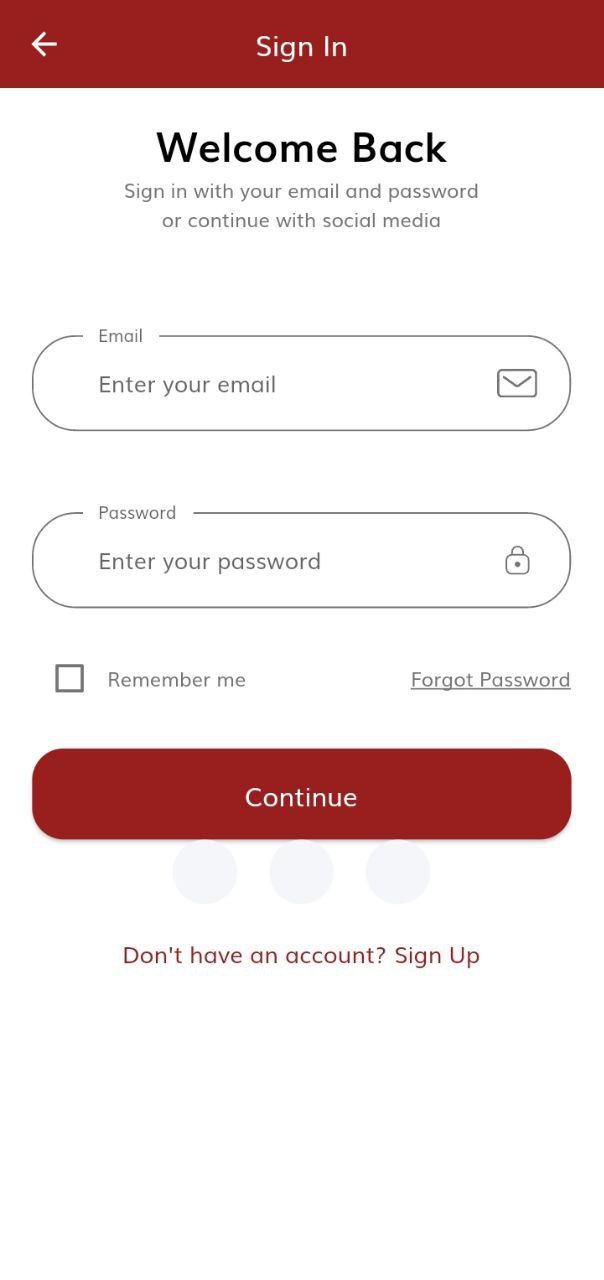 Sign In
Welcome Back
Sign in with your email and password
or continue with social media
Email
Enter your email
Password
Enter your password
Remember me
Forgot Password
Continue
Don't have an account? Sign Up